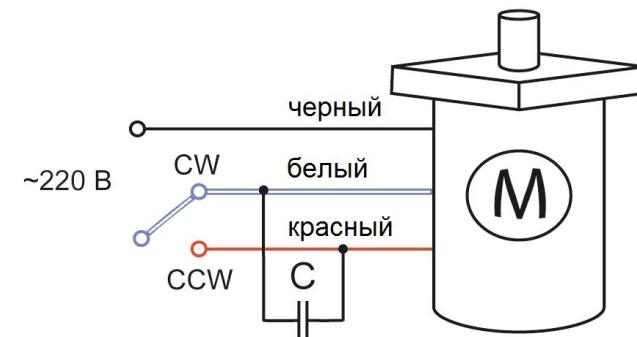 черный
~220 В
CW
белый
M
красный
CCW
C